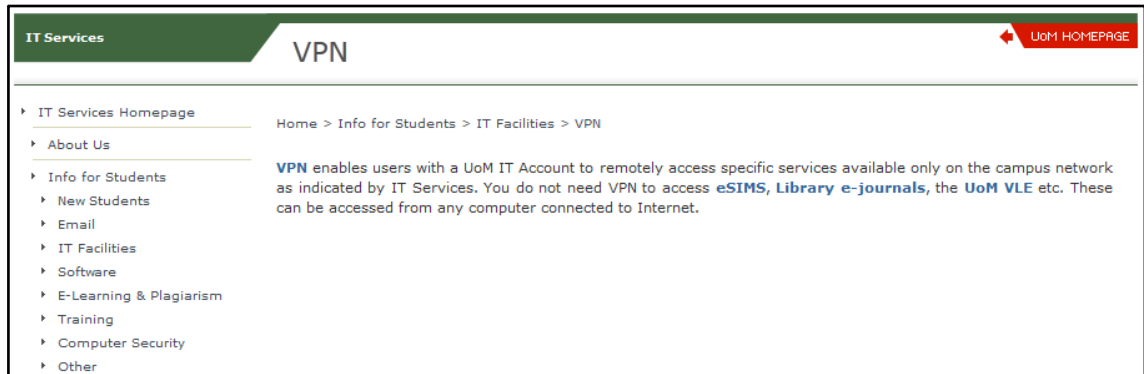 IT Services
VPN
UoM HOMEPAGE
IT Services Homepage
About Us
Info for Students
New Students
Email
IT Facilities
Software
E-Learning & Plagiarism
Training
Computer Security
Other
Home > Info for Students > IT Facilities > VPN
VPN enables users with a UoM IT Account to remotely access specific services available only on the campus network
as indicated by IT Services. You do not need VPN to access eSIMS, Library e-journals, the UoM VLE etc. These
can be accessed from any computer connected to Internet.